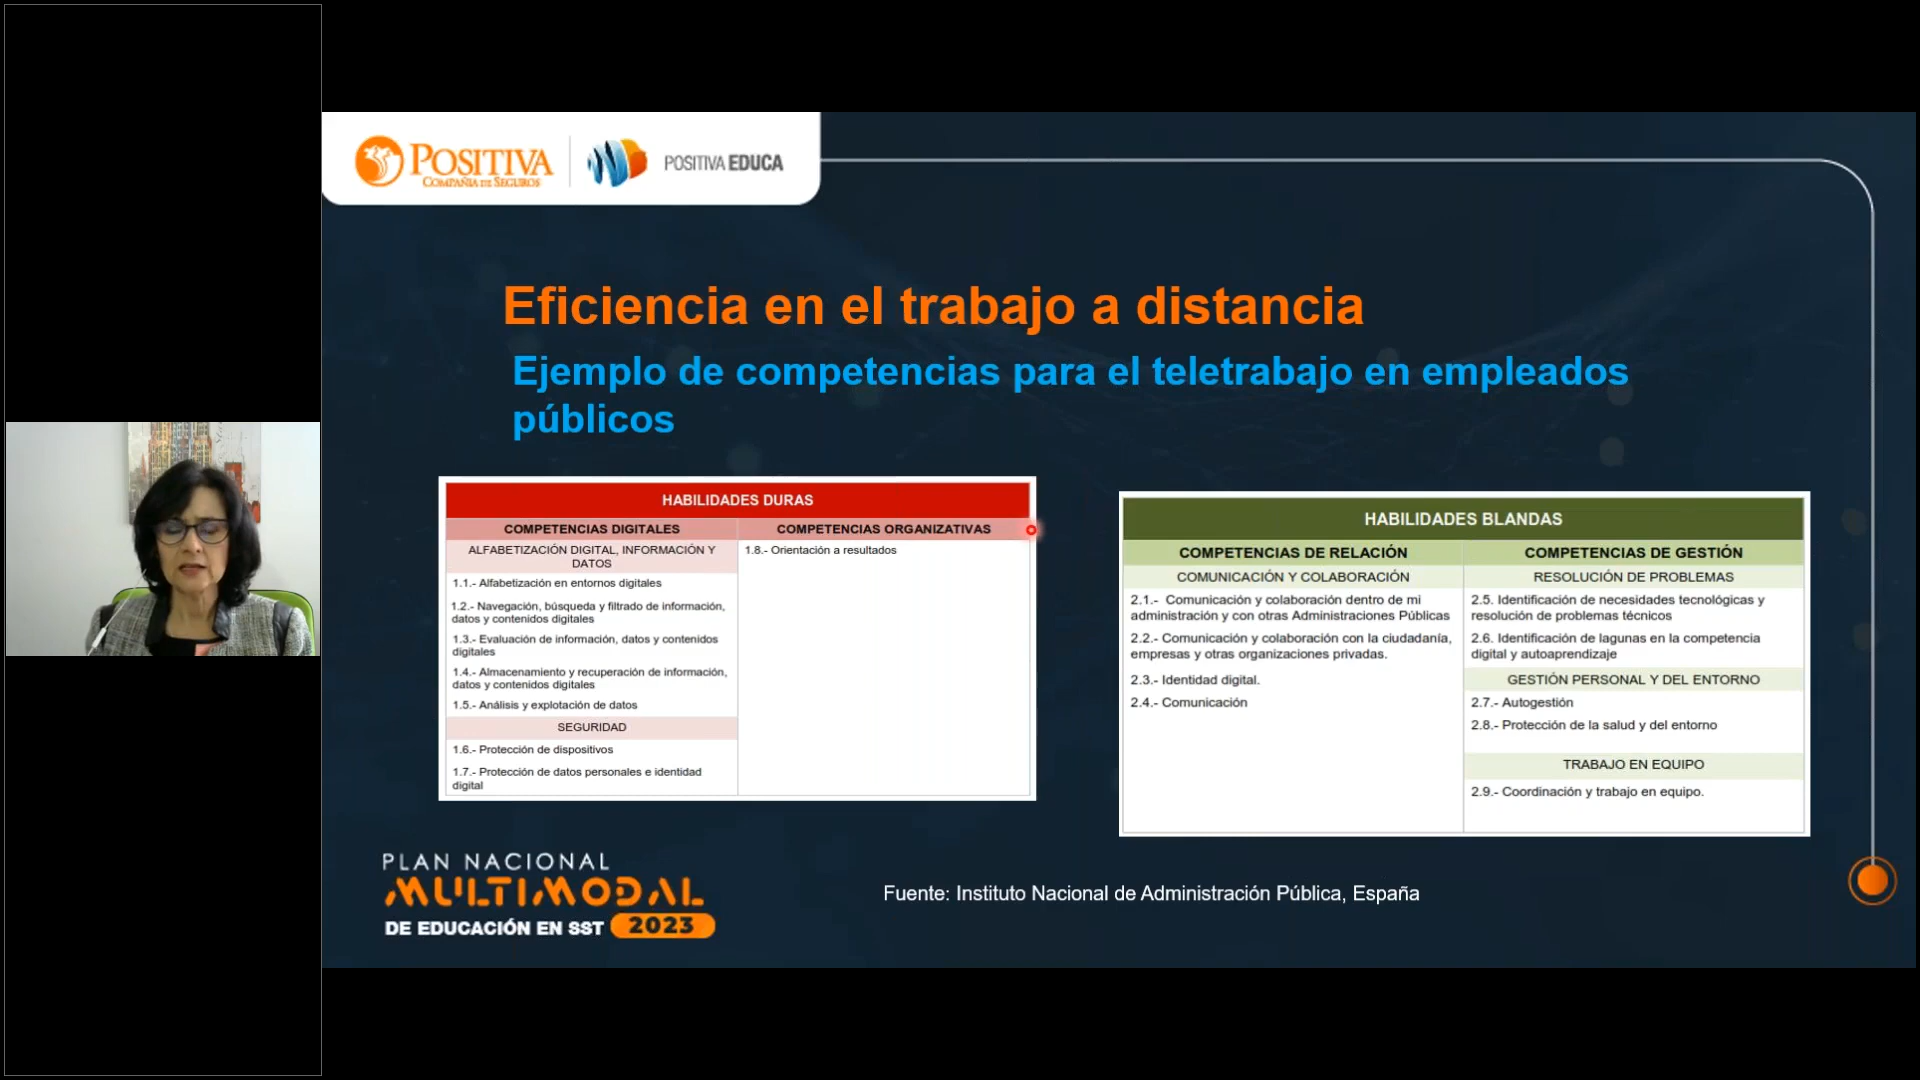 POSITIVA
COMPAÑIA DE SEGUROS
POSITIVA EDUCA
Eficiencia en el trabajo a distancia
Ejemplo de competencias para el teletrabajo en empleados
públicos
HABILIDADES DURAS
COMPETENCIAS DIGITALES
COMPETENCIAS ORGANIZATIVAS
ALFABETIZACIÓN DIGITAL, INFORMACIÓN Y
DATOS
1.1.- Alfabetización en entornos digitales
1.2.- Navegación, búsqueda y filtrado de información,
datos y contenidos digitales
1.3.- Evaluación de información, datos y contenidos
digitales
1.4.- Almacenamiento y recuperación de información,
datos y contenidos digitales
1.5.- Análisis y explotación de datos
SEGURIDAD
1.6.- Protección de dispositivos
1.7.- Protección de datos personales e identidad
digital
1.8.- Orientación a resultados
HABILIDADES BLANDAS
COMPETENCIAS DE RELACIÓN
COMPETENCIAS DE GESTIÓN
COMUNICACIÓN Y COLABORACIÓN
2.1.- Comunicación y colaboración dentro de mi
administración y con otras Administraciones Públicas
2.2.- Comunicación y colaboración con la ciudadanía,
empresas y otras organizaciones privadas.
2.3.- Identidad digital.
2.4.- Comunicación
RESOLUCIÓN DE PROBLEMAS
2.5. Identificación de necesidades tecnológicas y
resolución de problemas técnicos
2.6. Identificación de lagunas en la competencia
digital y autoaprendizaje
GESTIÓN PERSONAL Y DEL ENTORNO
2.7.- Autogestión
2.8.- Protección de la salud y del entorno
TRABAJO EN EQUIPO
2.9.- Coordinación y trabajo en equipo.
PLAN NACIONAL
MULTIMODAL
DE EDUCACIÓN EN SST 2023
Fuente: Instituto Nacional de Administración Pública, España